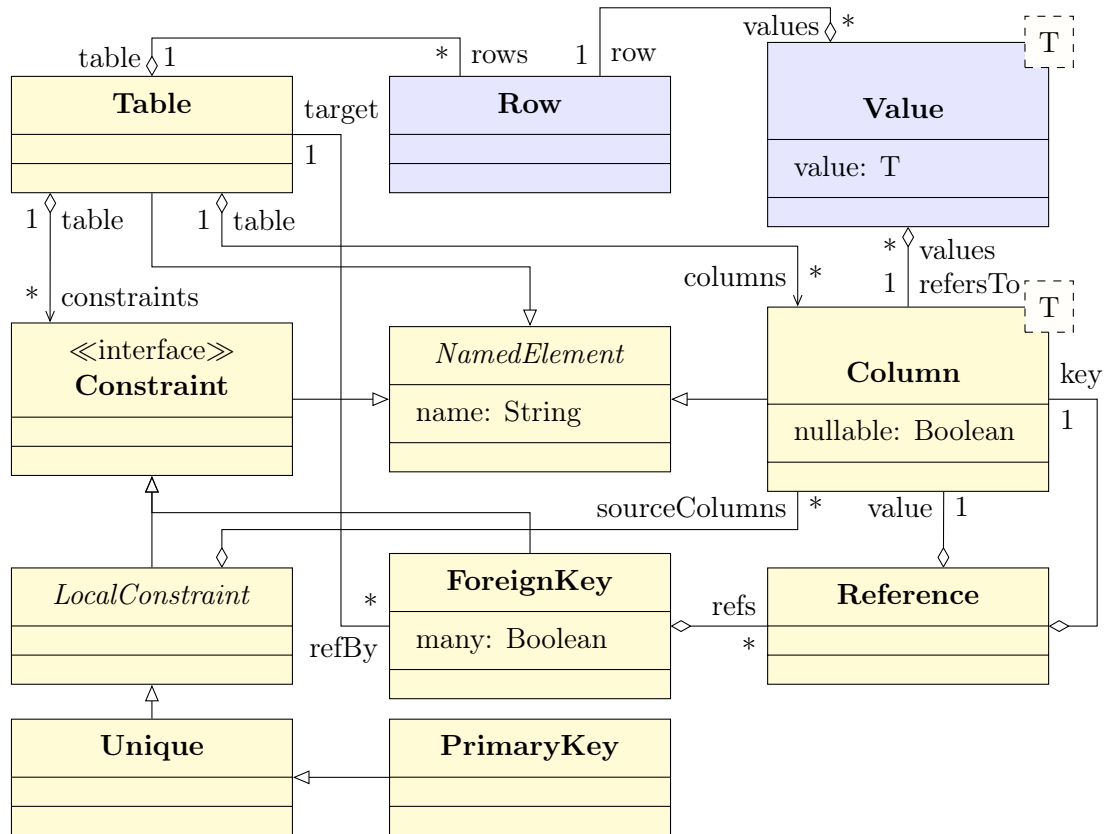 values *
T
table 1
* rows
1 row
Table
target
1
Row
Value
value: T
1 table
1 table
* values
1 refersTo
T
columns *
* constraints
≪interface≫
Constraint
NamedElement
name: String
Column
nullable: Boolean
key
1
sourceColumns *
value 1
LocalConstraint
*
refBy
ForeignKey
many: Boolean
refs
*
Reference
Unique
PrimaryKey